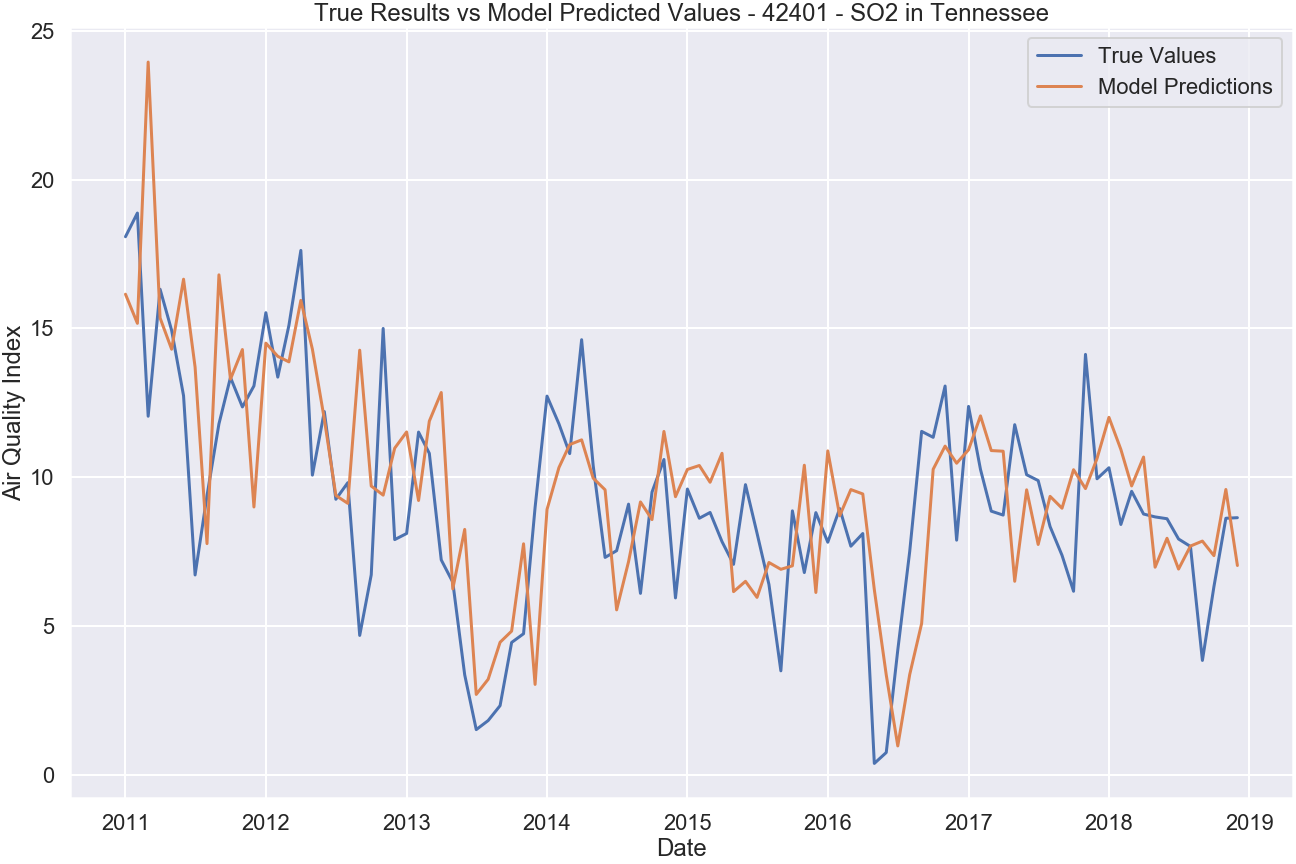 True Results vs Model Predicted Values - 42401 - SO2 in Tennessee
True Values
Model Predictions
Air Quality Index
25
20
15
10
5
0
2011 2012 2013 2014 2015 2016 2017 2018 2019
Date